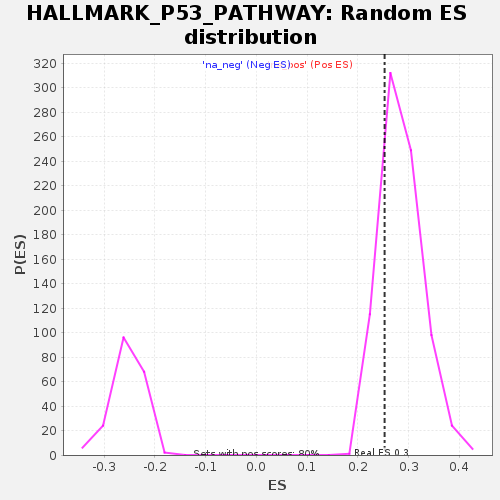 HALLMARK_P53_PATHWAY: Random ES
distribution
'na_neg' (Neg ES) pos' (Pos ES)
320
300
280
260
240
220
200
180
160
140
120
100
80
60
40
20
0
P(ES)
Sets with pos scores: 80%
Real ES 0.3
-0.3 -0.2 -0.1 0.0 0.1 0.2 0.3 0.4
ES